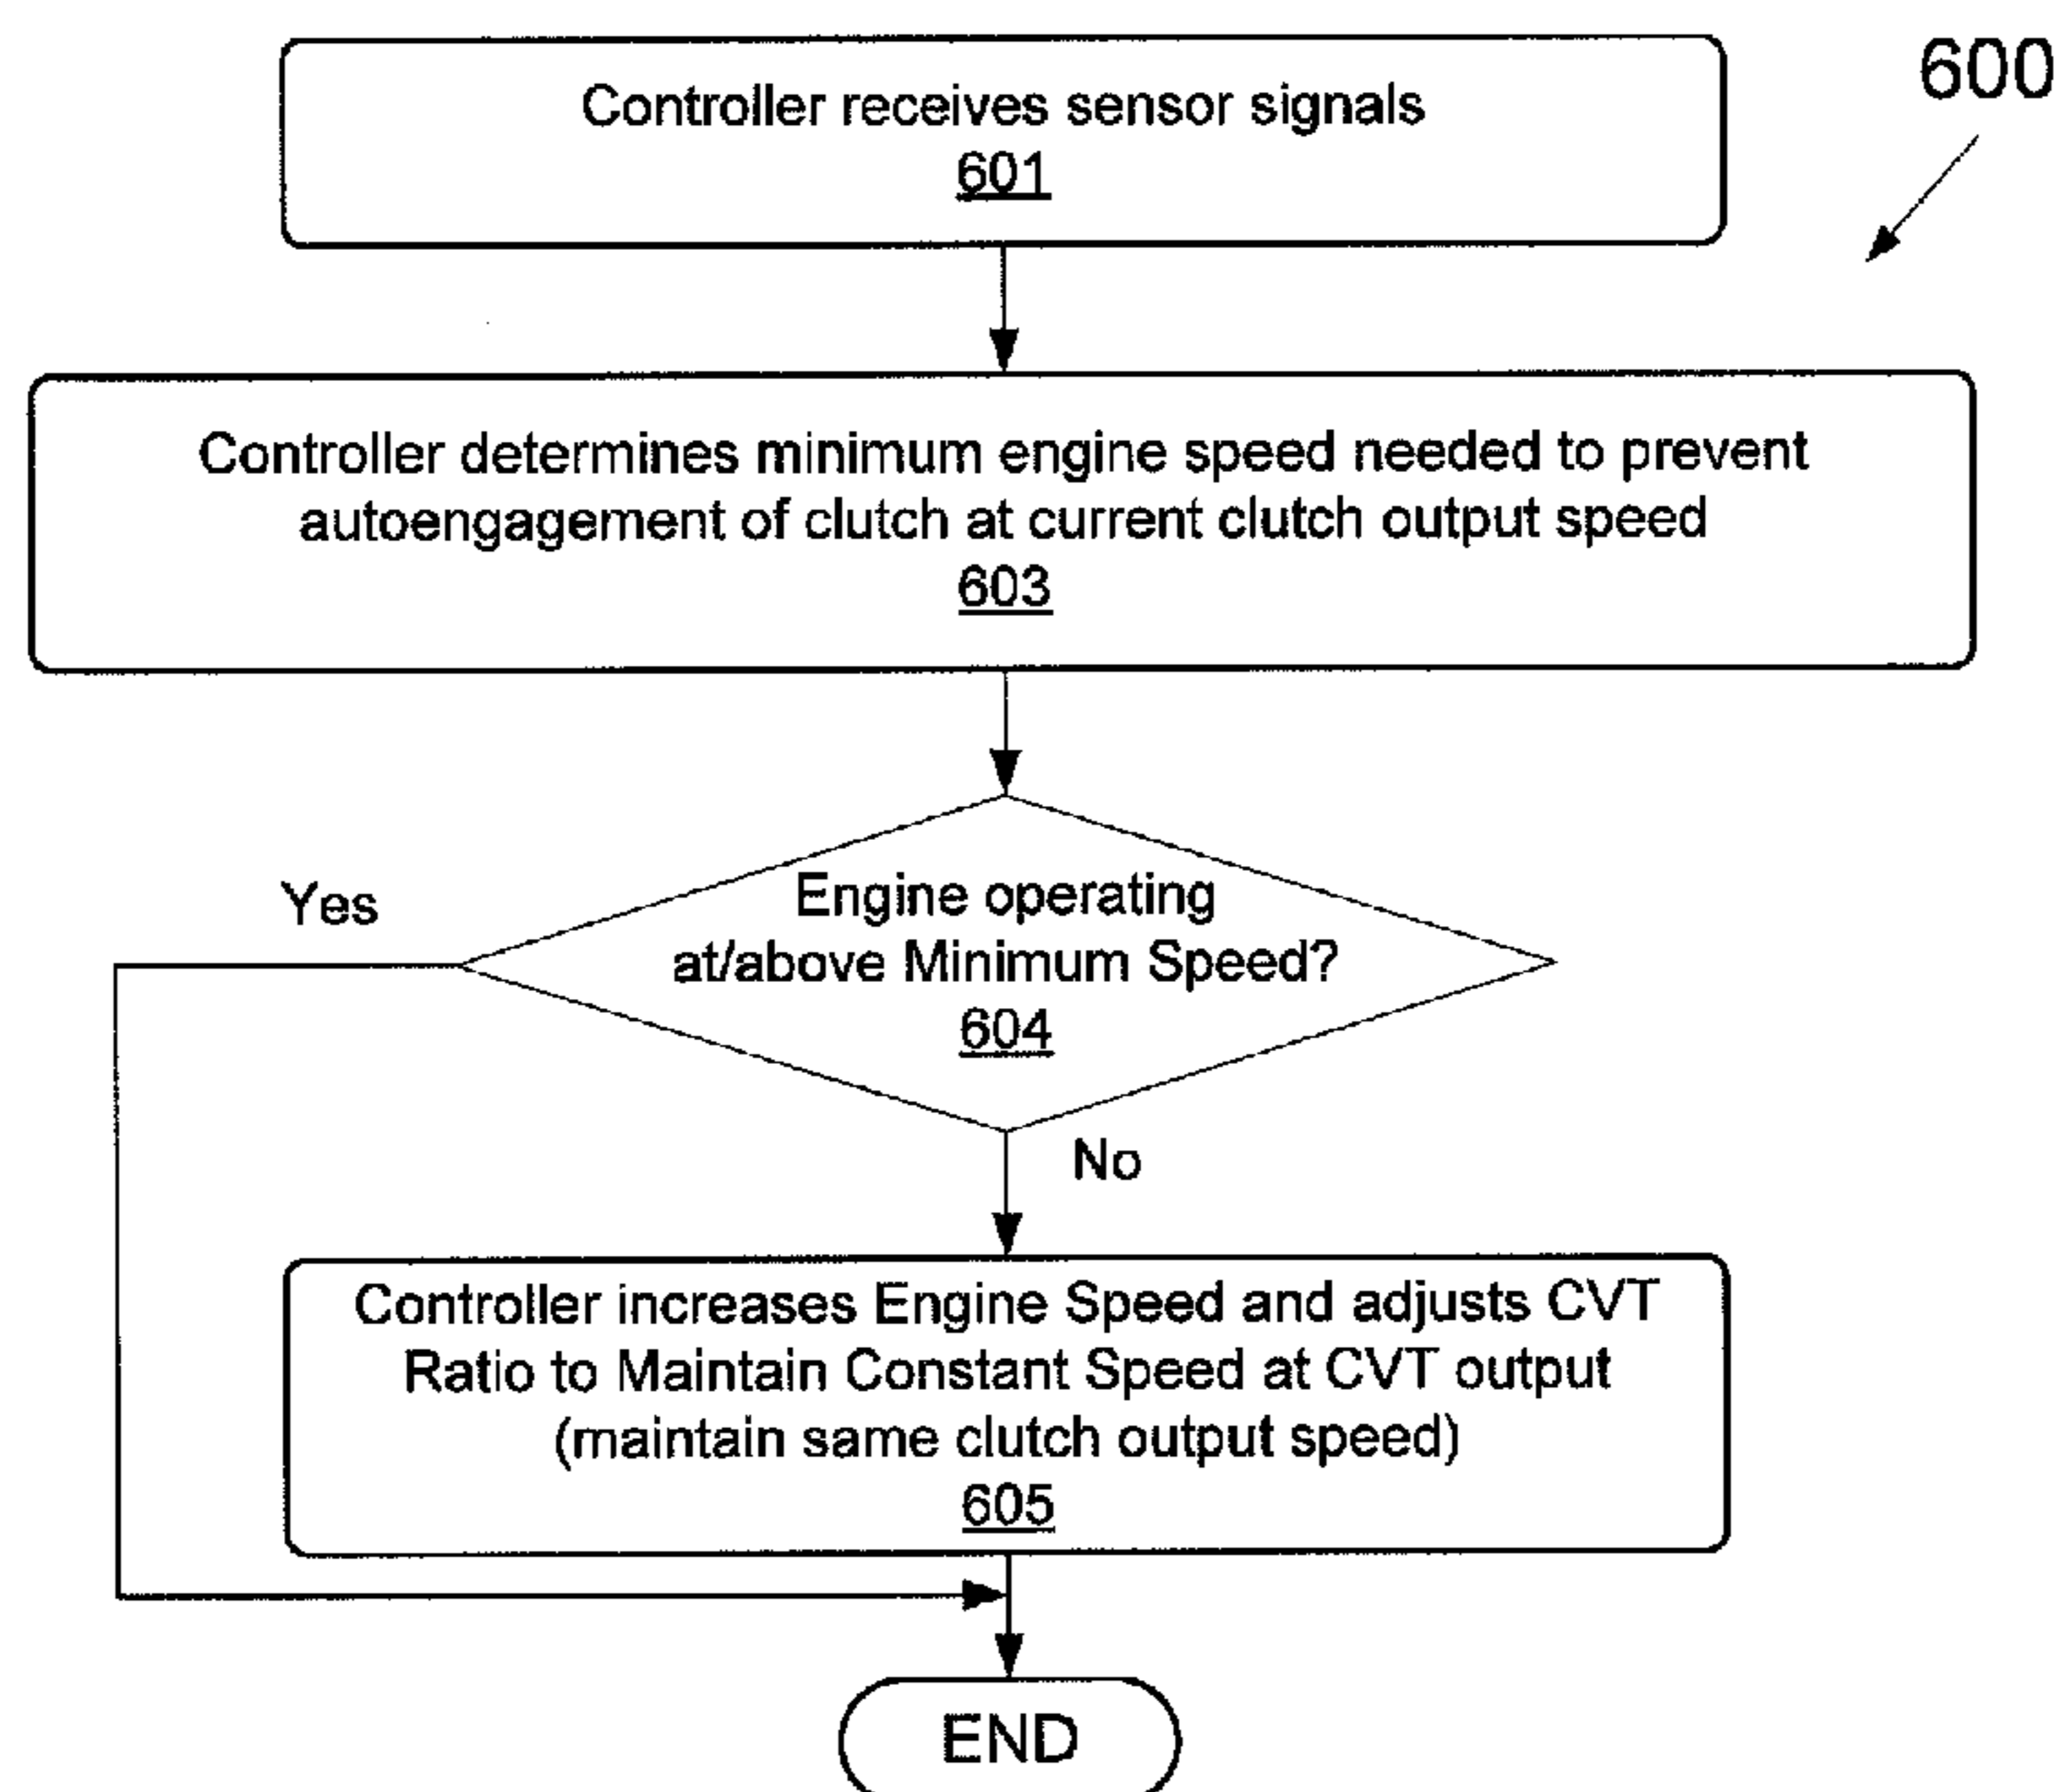 600
Controller receives sensor signals
601
Controller determines minimum engine speed needed to prevent
autoengagement of clutch at current clutch output speed
603
Engine operating
at/above Minimum Speed?
604
Yes
No
Controller increases Engine Speed and adjusts CVT
Ratio to Maintain Constant Speed at CVT output
(maintain same clutch output speed)
605
END